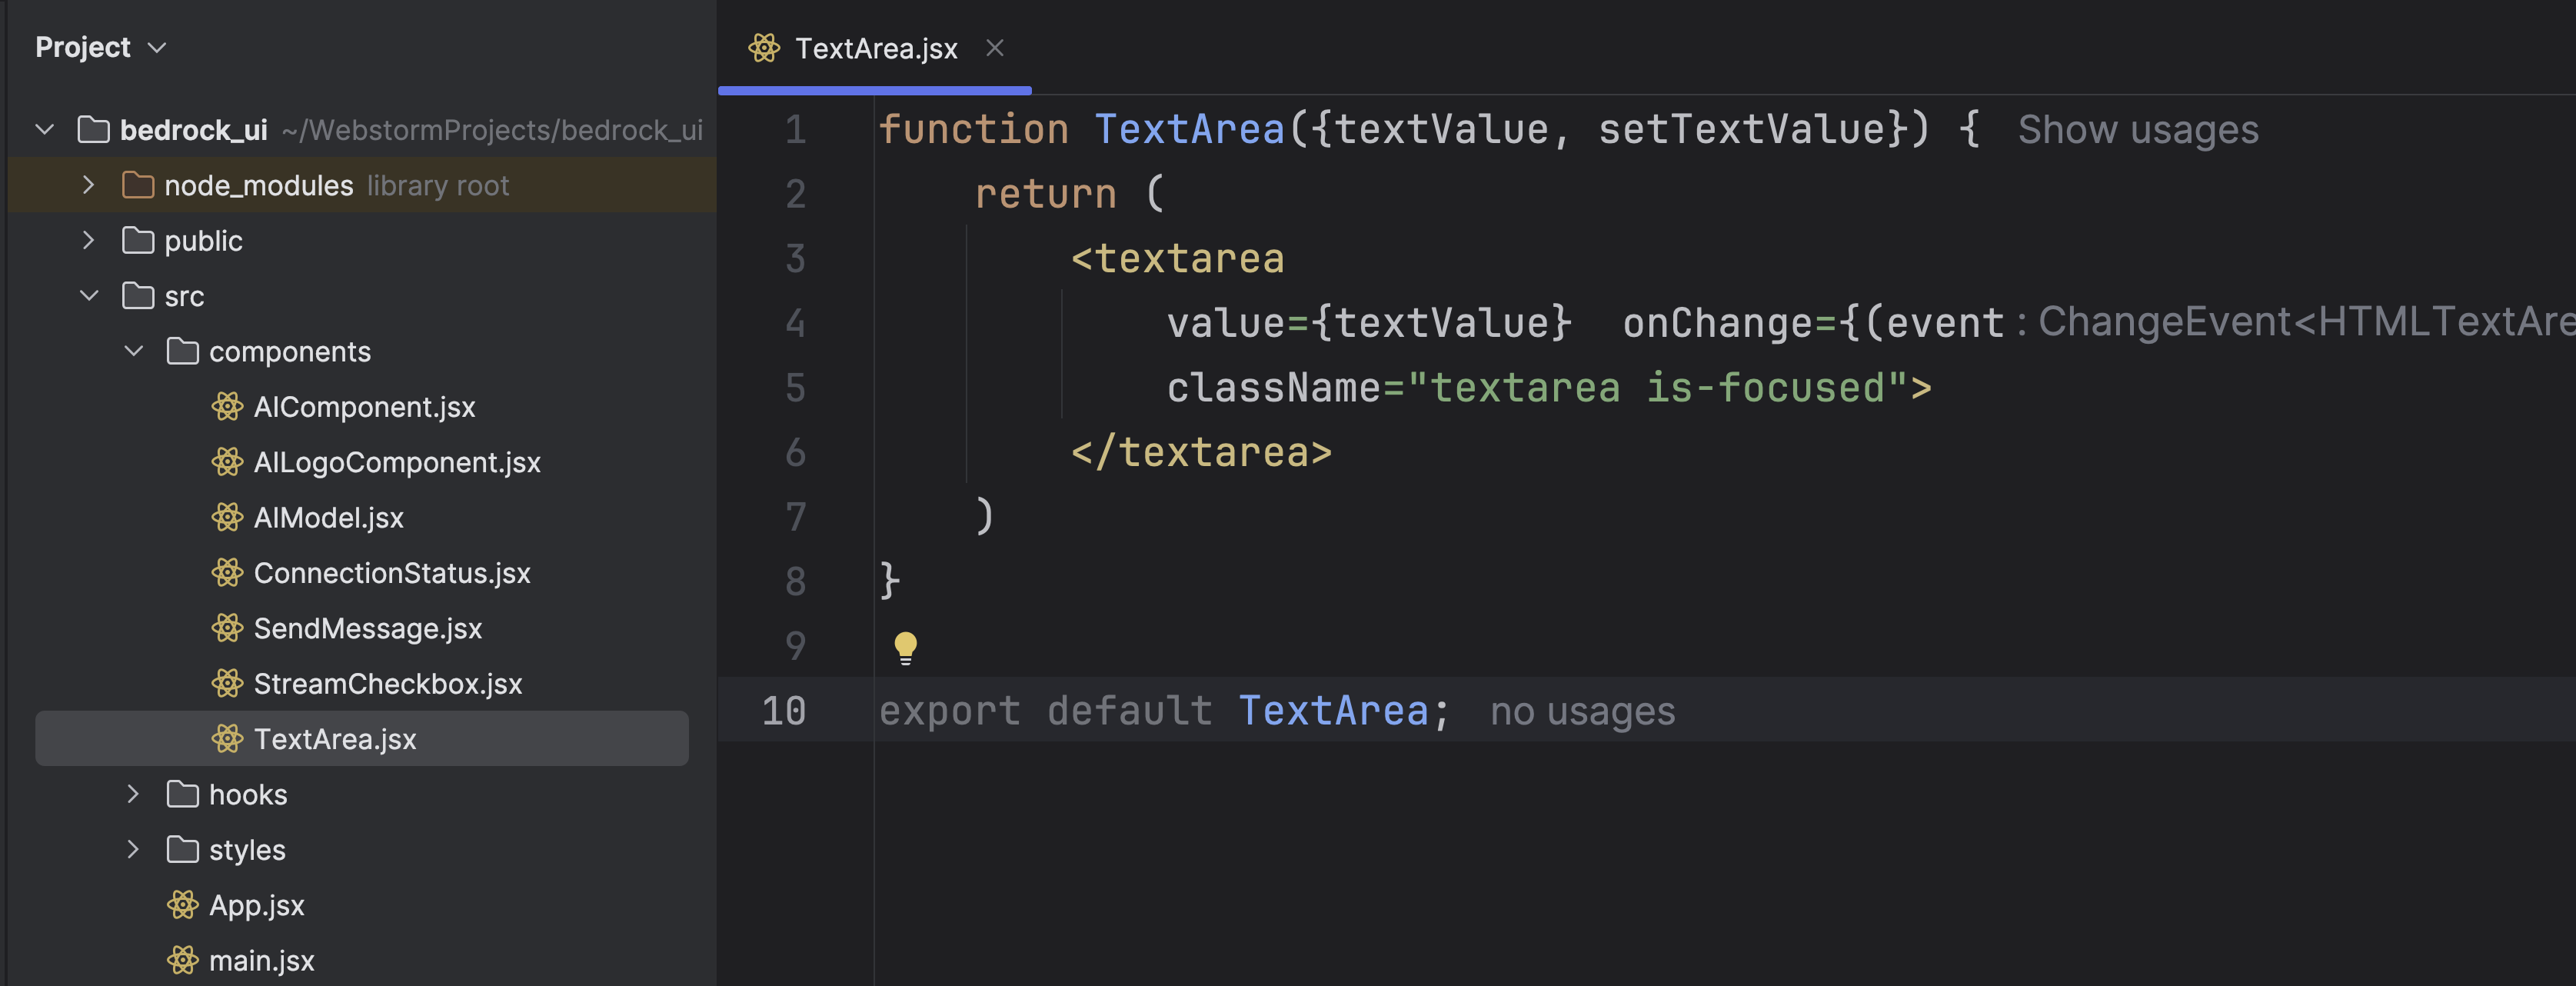 Project
bedrock_ui ~/WebstormProjects/bedrock_ui
node_modules library root
public
src
components
AIComponent.jsx
AILogoComponent.jsx
AIModel.jsx
ConnectionStatus.jsx
SendMessage.jsx
StreamCheckbox.jsx
TextArea.jsx
hooks
styles
App.jsx
main.jsx
TextArea.jsx
1 function TextArea({textValue, setTextValue}) { Show usages
2 return (
3 <textarea
4 value={textValue} onChange={(event : ChangeEvent<HTMLTextAre
5 className="textarea is-focused">
6 </textarea>
7 )
8 }
9
10 export default TextArea; no usages